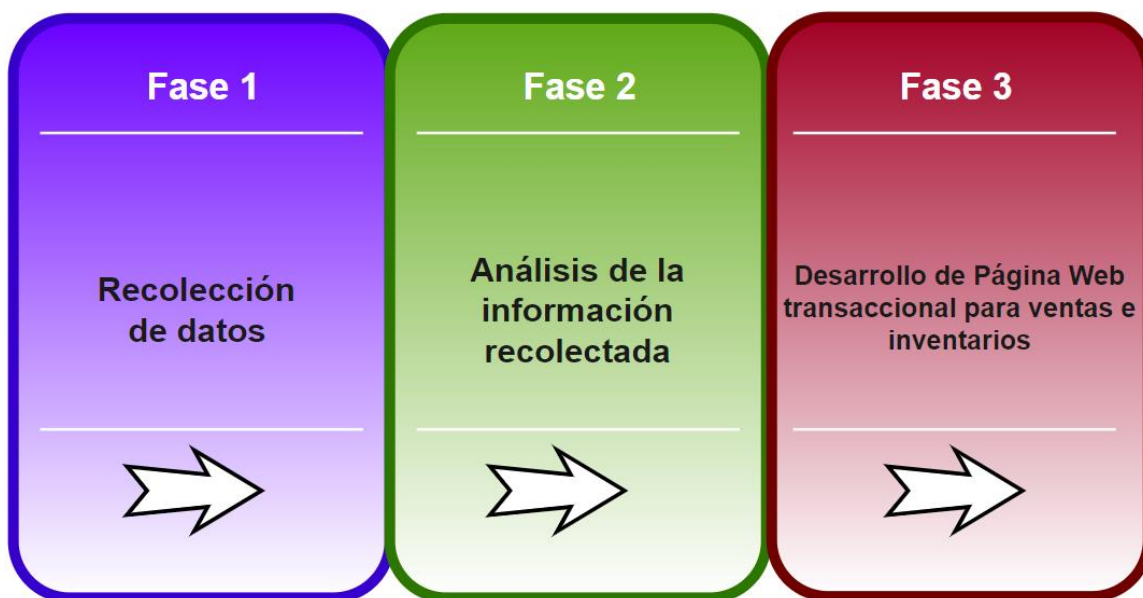 Fase 1
Recolección
de datos
Fase 2
Análisis de la
información
recolectada
Fase 3
Desarrollo de Página Web
transaccional para ventas e
inventarios